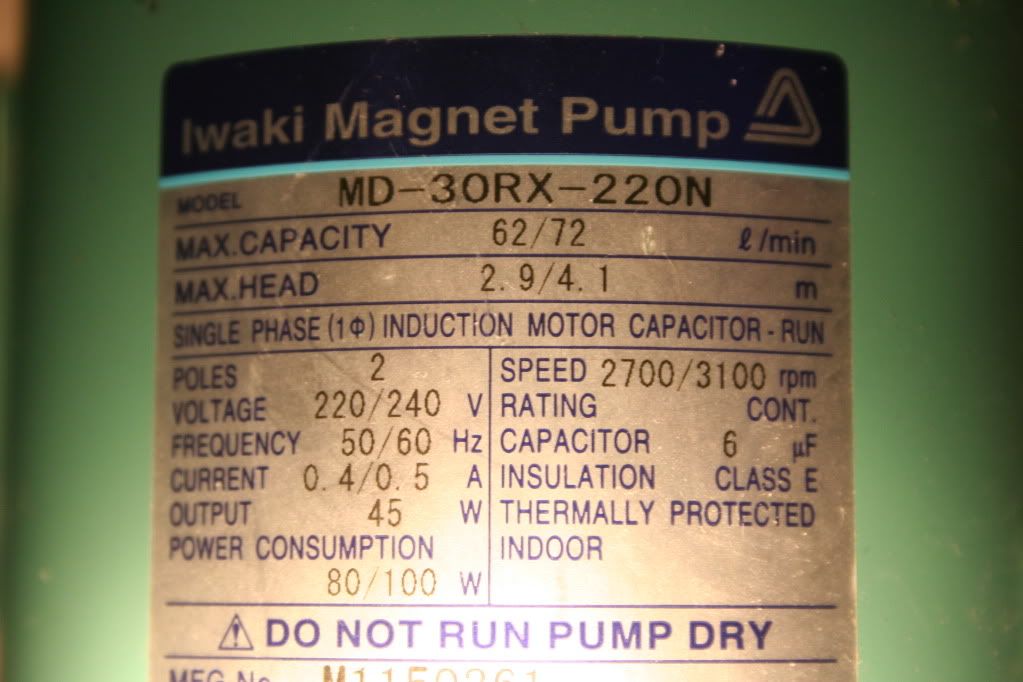 Iwaki Magnet Pump
MODEL MD-30RX-220N
MAX.CAPACITY 62/72 ℓ/min
MAX.HEAD 2.9/4.1 m
SINGLE PHASE (1Φ) INDUCTION MOTOR CAPACITOR-RUN
POLES 2
VOLTAGE 220/240 V
FREQUENCY 50/60 Hz
CURRENT 0.4/0.5 A
OUTPUT 45 W
POWER CONSUMPTION
80/100 W
SPEED 2700/3100 rpm
RATING CONT.
CAPACITOR 6 μF
INSULATION CLASS E
THERMALLY PROTECTED
INDOOR
⚠ DO NOT RUN PUMP DRY
MFG No.